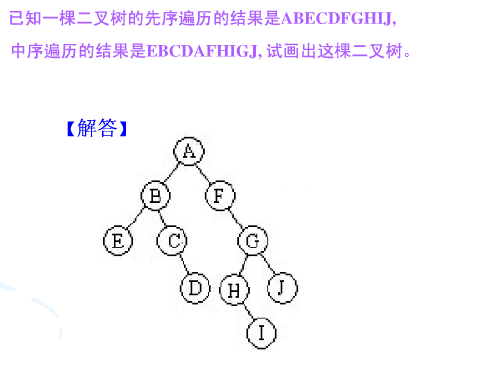 已知一棵二叉树的先序遍历的结果是ABECDFGHIJ,
中序遍历的结果是EBCDAFHIGJ, 试画出这棵二叉树。
【解答】
A
B F
E C G
D H J
I